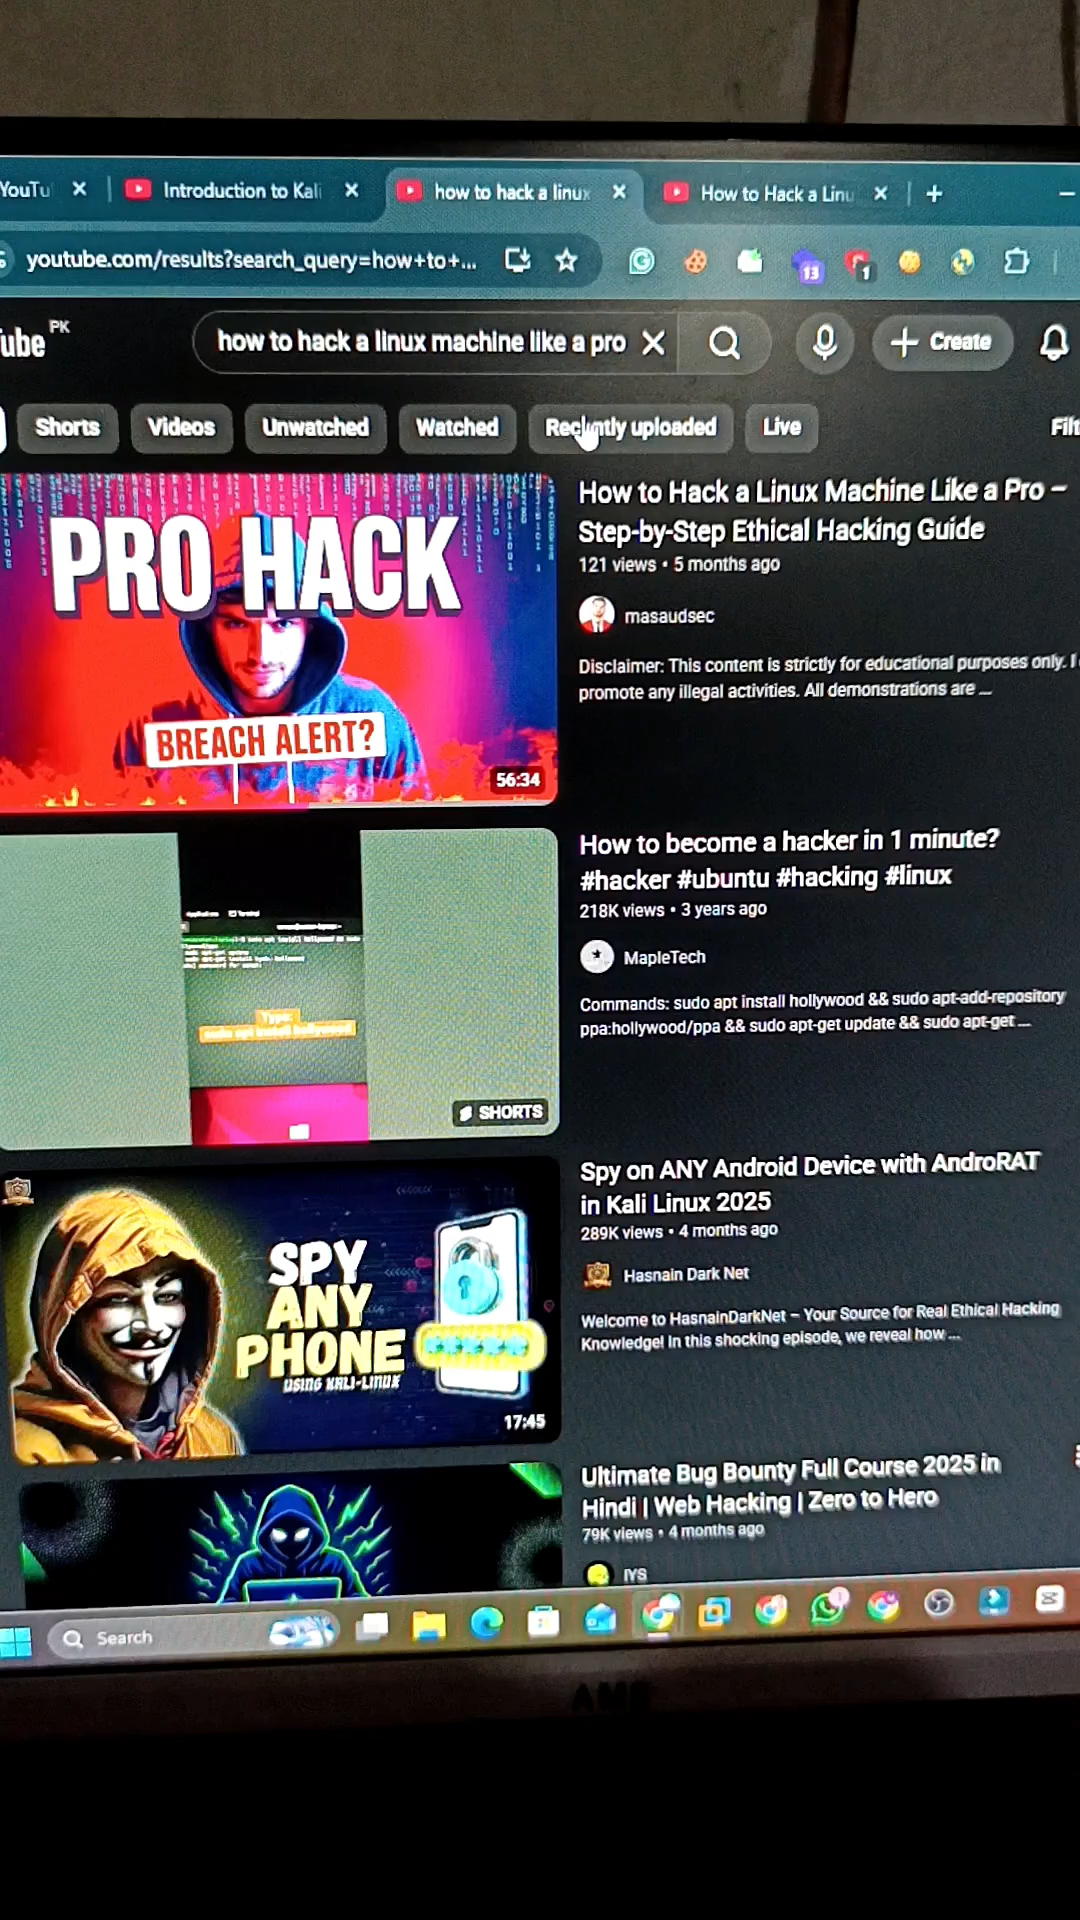 YouTu
Introduction to Kali
how to hack a linux
How to Hack a Linu
youtube.com/results?search_query=how+to+...
13
1
ube PK
how to hack a linux machine like a pro
Create
Shorts
Videos
Unwatched
Watched
Recently uploaded
Live
Filt
PRO HACK
BREACH ALERT?
56:34
How to Hack a Linux Machine Like a Pro –
Step-by-Step Ethical Hacking Guide
121 views • 5 months ago
masaudsec
Disclaimer: This content is strictly for educational purposes only. I
promote any illegal activities. All demonstrations are ...
Type:
sudo apt install hollywood
SHORTS
How to become a hacker in 1 minute?
#hacker #ubuntu #hacking #linux
218K views • 3 years ago
MapleTech
Commands: sudo apt install hollywood && sudo apt-add-repository
ppa:hollywood/ppa && sudo apt-get update && sudo apt-get ...
SPY
ANY
PHONE
USING KALI-LINUX
17:45
Spy on ANY Android Device with AndroRAT
in Kali Linux 2025
289K views • 4 months ago
Hasnain Dark Net
Welcome to HasnainDarkNet – Your Source for Real Ethical Hacking
Knowledge! In this shocking episode, we reveal how ...
Ultimate Bug Bounty Full Course 2025 in
Hindi | Web Hacking | Zero to Hero
79K views • 4 months ago
IYS
Search